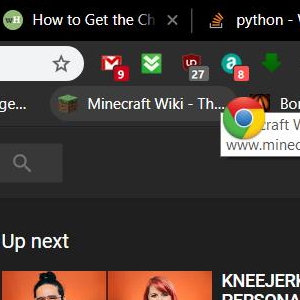 How to Get the Ch
python -
9
27
8
ge...
Minecraft Wiki - Th...
Bor
craft W
www.minec
Up next
KNEEJERK
PERSONA